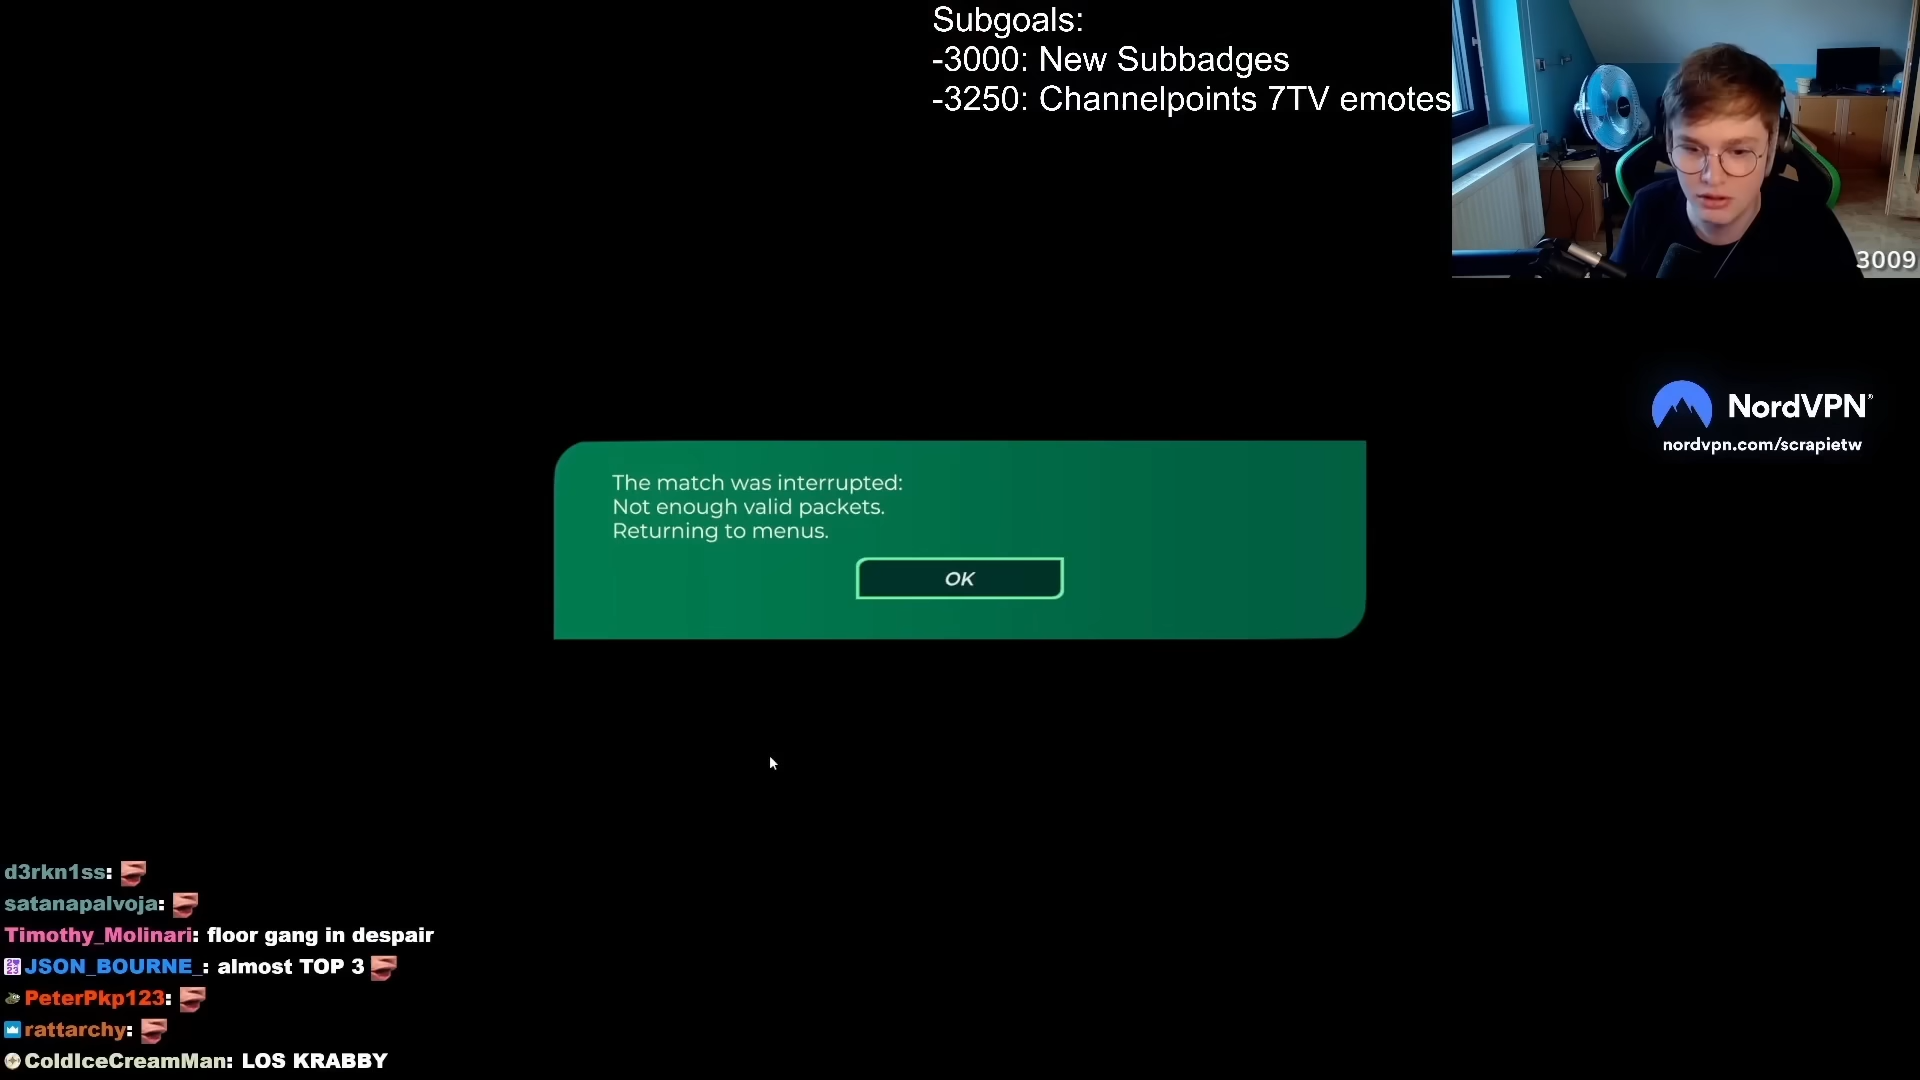 Subgoals:
-3000: New Subbadges
-3250: Channelpoints 7TV emotes
3009
NordVPN®
nordvpn.com/scrapietw
The match was interrupted:
Not enough valid packets.
Returning to menus.
OK
d3rkn1ss:
satanapalvoja:
Timothy_Molinari: floor gang in despair
JSON_BOURNE_: almost TOP 3
PeterPkp123:
rattarchy:
ColdIceCreamMan: LOS KRABBY